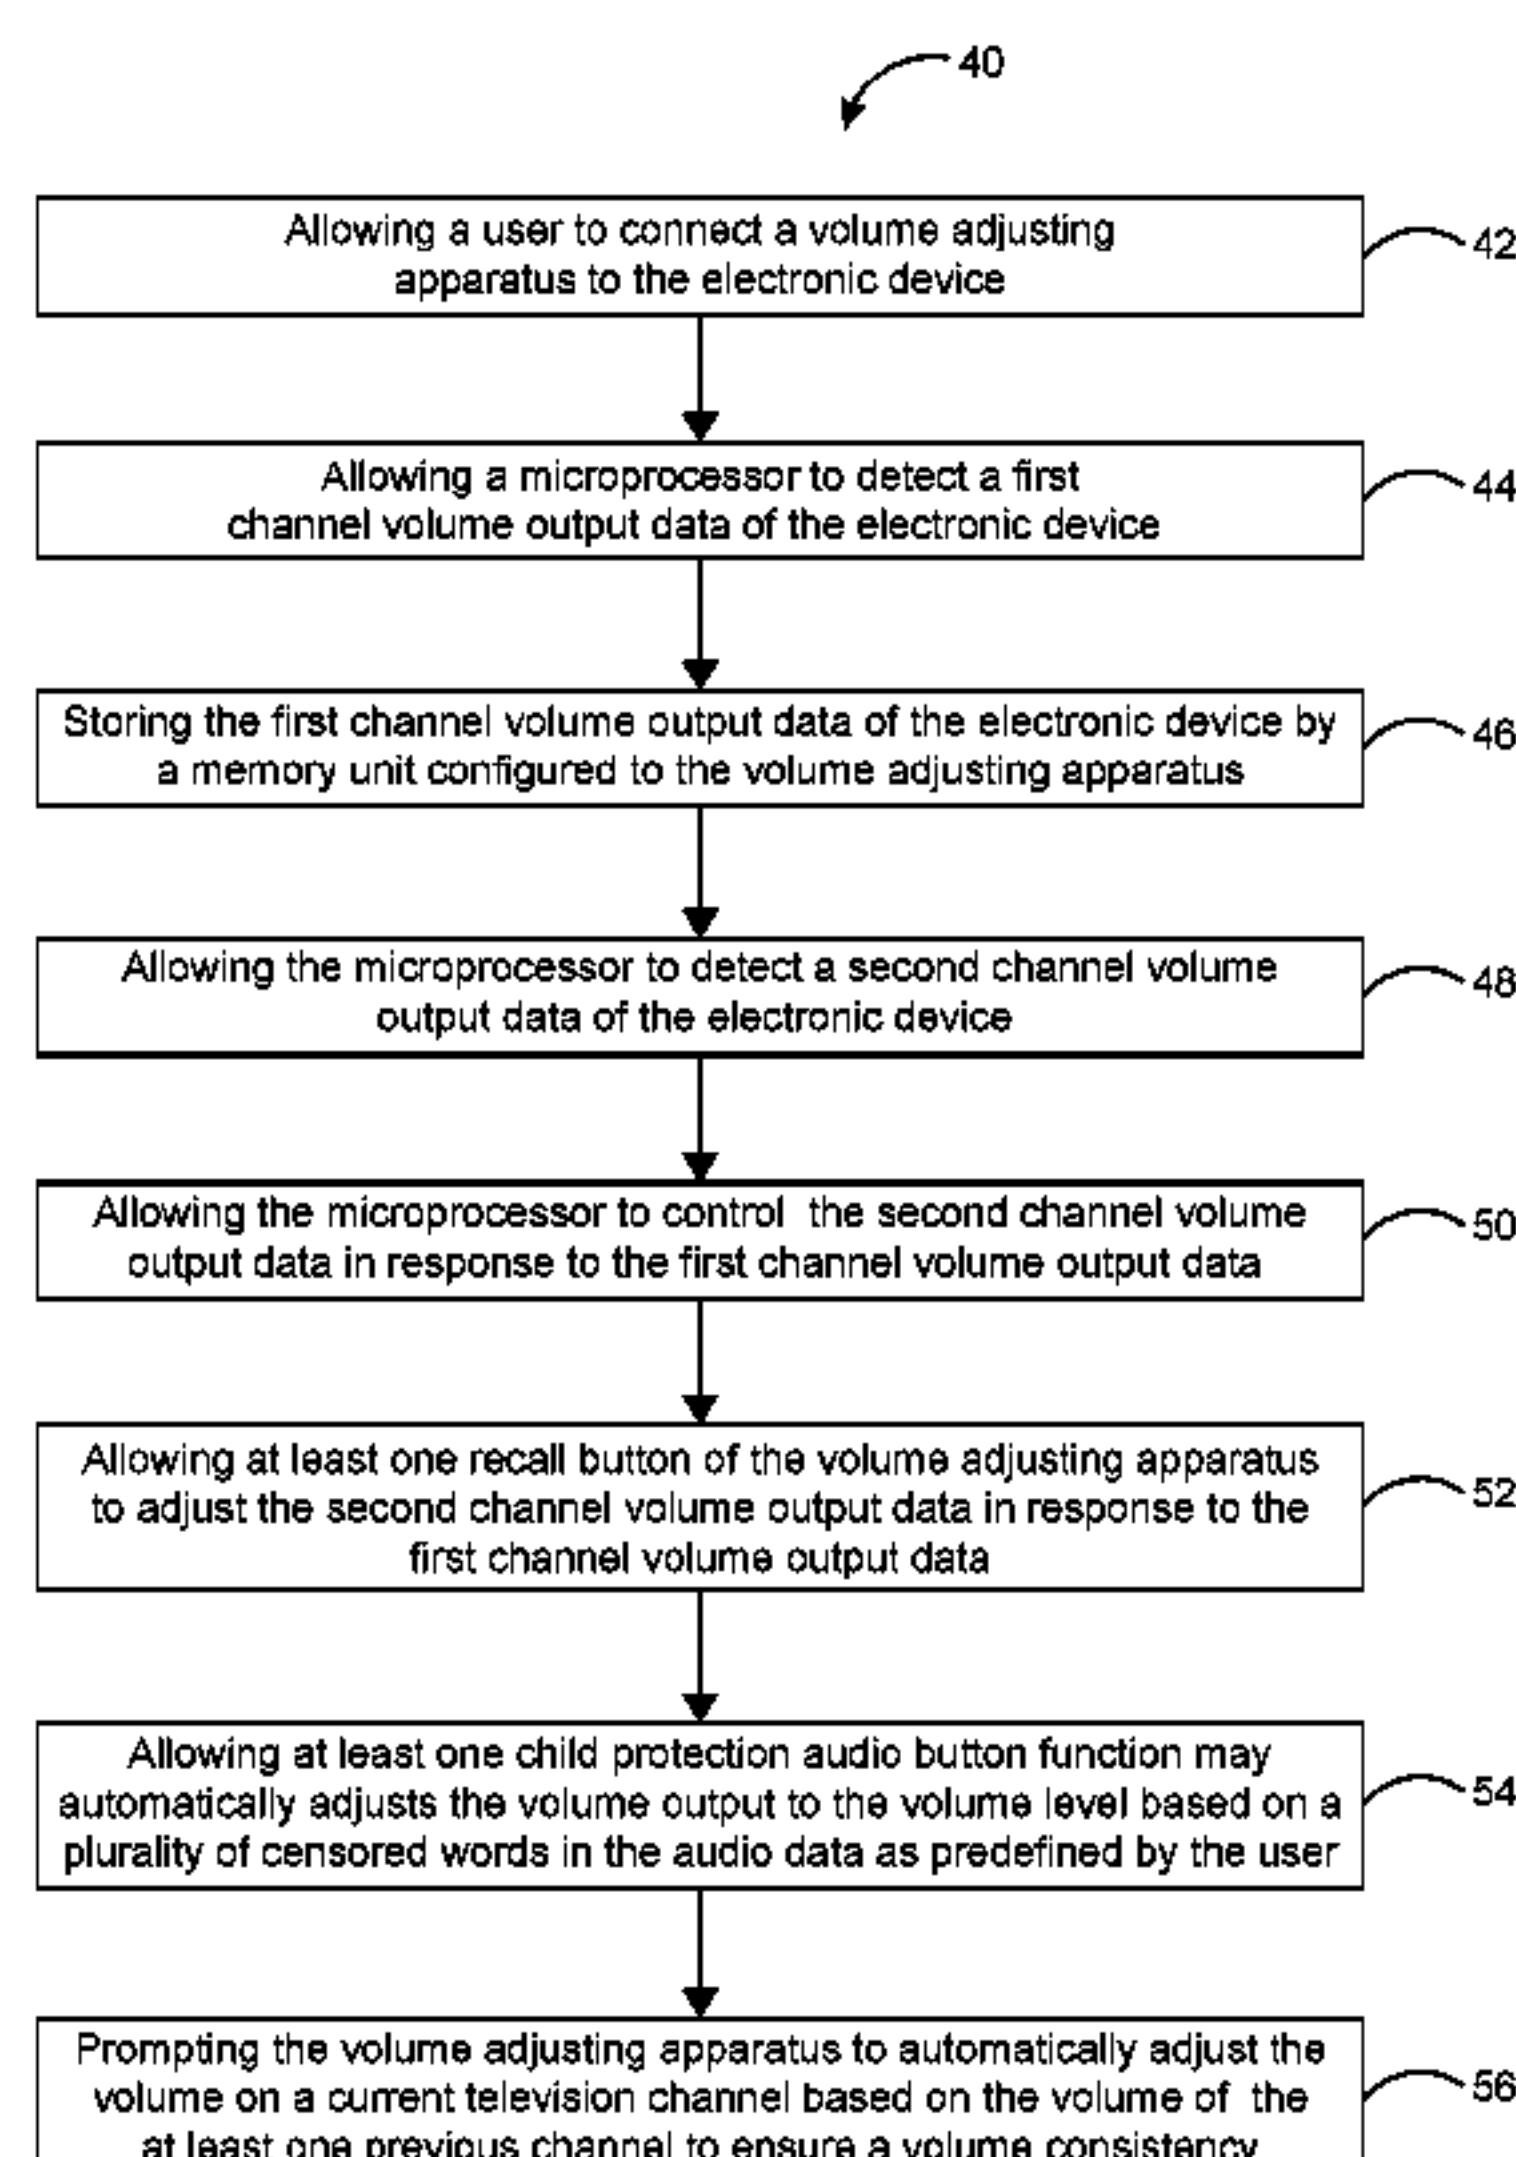 40
Allowing a user to connect a volume adjusting
apparatus to the electronic device
42
Allowing a microprocessor to detect a first
channel volume output data of the electronic device
44
Storing the first channel volume output data of the electronic device by
a memory unit configured to the volume adjusting apparatus
46
Allowing the microprocessor to detect a second channel volume
output data of the electronic device
48
Allowing the microprocessor to control the second channel volume
output data in response to the first channel volume output data
50
Allowing at least one recall button of the volume adjusting apparatus
to adjust the second channel volume output data in response to the
first channel volume output data
52
Allowing at least one child protection audio button function may
automatically adjusts the volume output to the volume level based on a
plurality of censored words in the audio data as predefined by the user
54
Prompting the volume adjusting apparatus to automatically adjust the
volume on a current television channel based on the volume of the
at least one previous channel to ensure a volume consistency
56